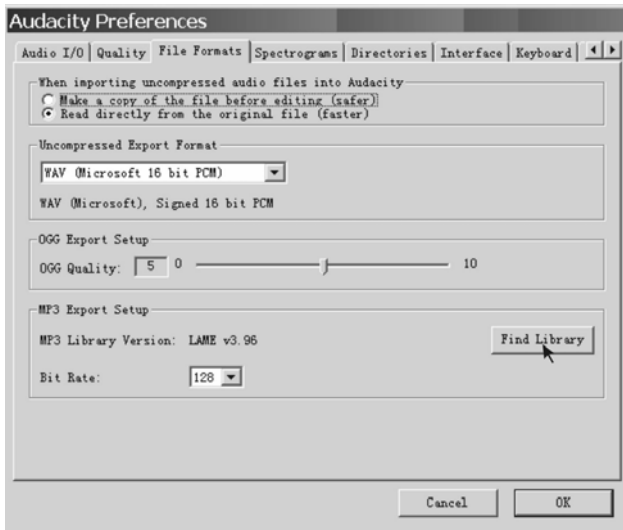 Audacity Preferences
Audio I/O Quality File Formats Spectrograms Directories Interface Keyboard
When importing uncompressed audio files into Audacity
Make a copy of the file before editing (safer)
Read directly from the original file (faster)
Uncompressed Export Format
WAV (Microsoft 16 bit PCM)
WAV (Microsoft), Signed 16 bit PCM
OGG Export Setup
OGG Quality: 5 0 10
MP3 Export Setup
MP3 Library Version: LAME v3.96 Find Library
Bit Rate: 128
Cancel OK